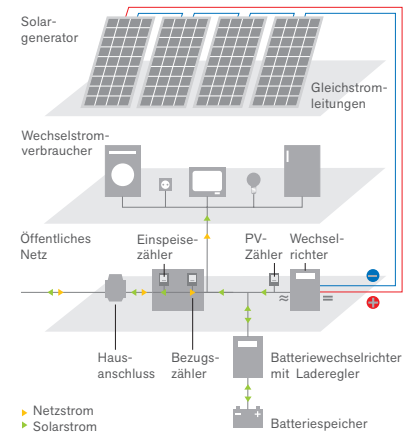 Solar-
generator
Gleichstrom-
leitungen
Wechselstrom-
verbraucher
Öffentliches
Netz
Einspeise-
zähler
PV-
Zähler
Wechsel-
richter
≈
=
−
+
Haus-
anschluss
Bezugs-
zähler
Batteriewechselrichter
mit Laderegler
− +
Batteriespeicher
Netzstrom
Solarstrom